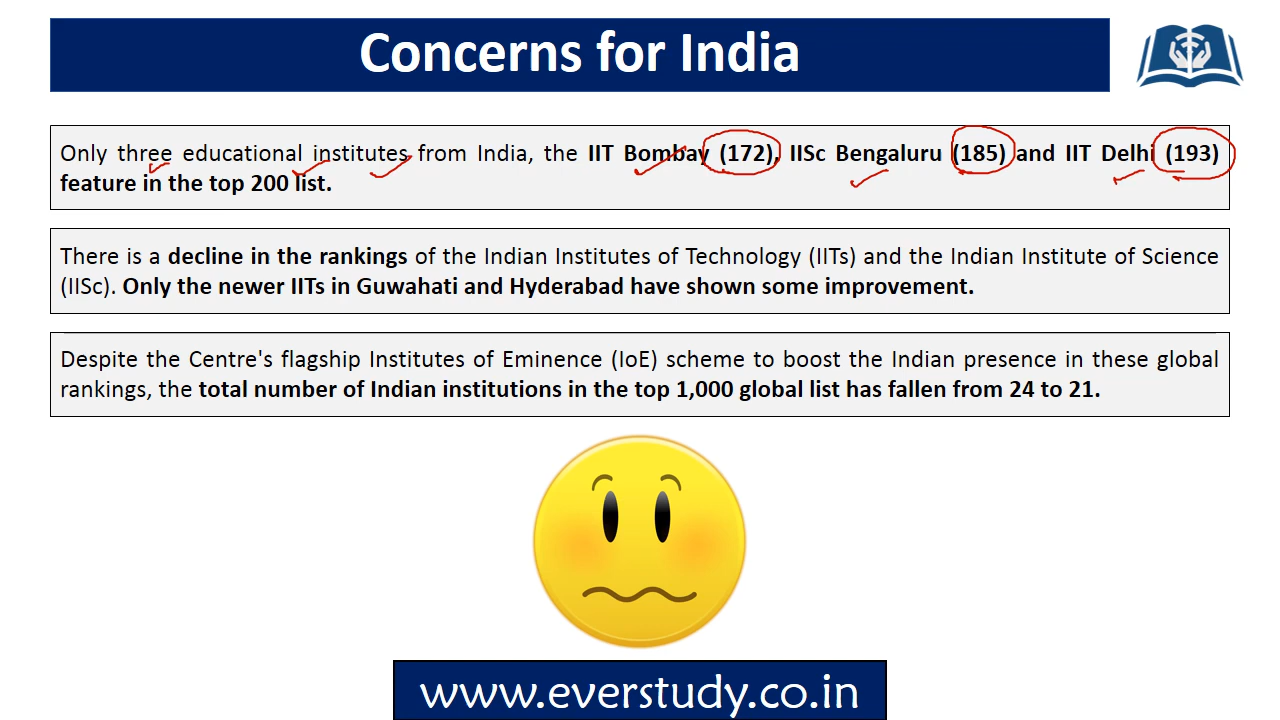 Concerns for India
Only three educational institutes from India, the IIT Bombay (172), IISc Bengaluru (185) and IIT Delhi (193)
feature in the top 200 list.
There is a decline in the rankings of the Indian Institutes of Technology (IITs) and the Indian Institute of Science
(IISc). Only the newer IITs in Guwahati and Hyderabad have shown some improvement.
Despite the Centre's flagship Institutes of Eminence (IoE) scheme to boost the Indian presence in these global
rankings, the total number of Indian institutions in the top 1,000 global list has fallen from 24 to 21.
www.everstudy.co.in